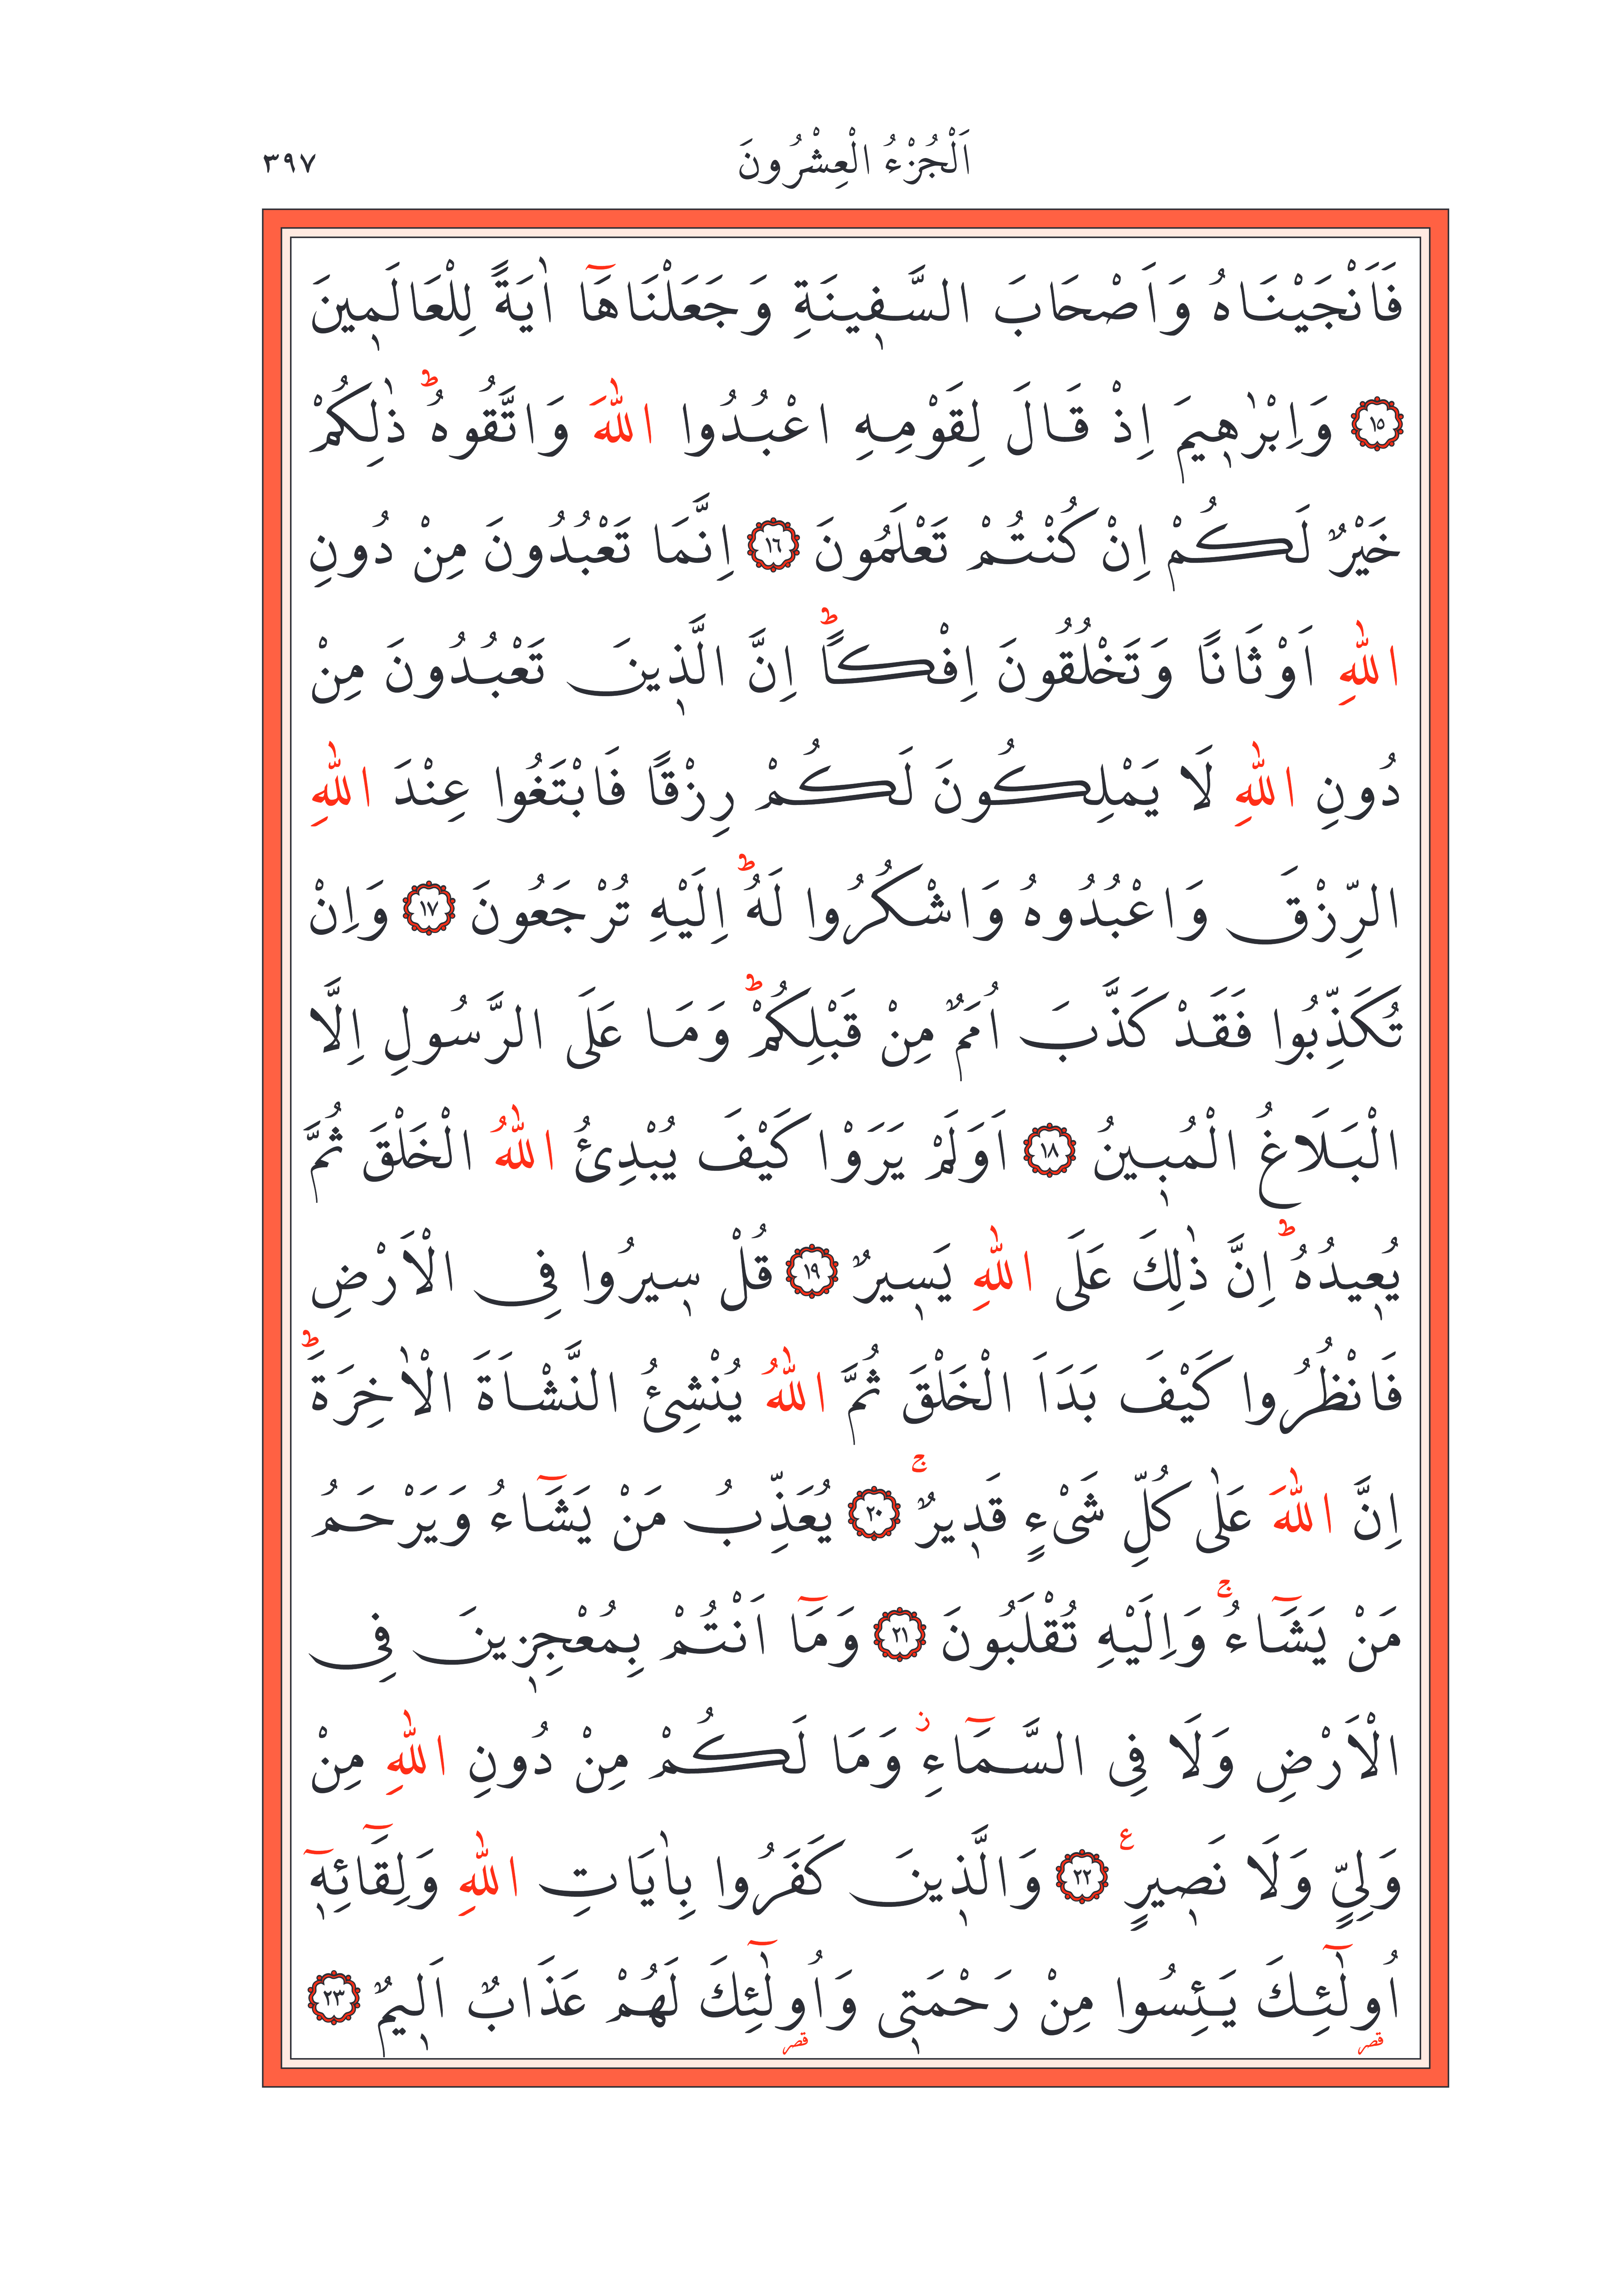 اَلْجُزْءُ الْعِشْرُونَ ٣٩٧
فَاَنْجَيْنَاهُ وَاَصْحَابَ السَّف۪ينَةِ وَجَعَلْنَاهَٓا اٰيَةً لِلْعَالَم۪ينَ
﴿١٥﴾ وَاِبْرٰه۪يمَ اِذْ قَالَ لِقَوْمِهِ اعْبُدُوا اللّٰهَ وَاتَّقُوهُۜ ذٰلِكُمْ
خَيْرٌ لَكُمْ اِنْ كُنْتُمْ تَعْلَمُونَ ﴿١٦﴾ اِنَّمَا تَعْبُدُونَ مِنْ دُونِ
اللّٰهِ اَوْثَانًا وَتَخْلُقُونَ اِفْكًاۜ اِنَّ الَّذ۪ينَ تَعْبُدُونَ مِنْ
دُونِ اللّٰهِ لَا يَمْلِكُونَ لَكُمْ رِزْقًا فَابْتَغُوا عِنْدَ اللّٰهِ
الرِّزْقَ وَاعْبُدُوهُ وَاشْكُرُوا لَهُۜ اِلَيْهِ تُرْجَعُونَ ﴿١٧﴾ وَاِنْ
تُكَذِّبُوا فَقَدْ كَذَّبَ اُمَمٌ مِنْ قَبْلِكُمْۜ وَمَا عَلَى الرَّسُولِ اِلَّا
الْبَلَاغُ الْمُب۪ينُ ﴿١٨﴾ اَوَلَمْ يَرَوْا كَيْفَ يُبْدِئُ اللّٰهُ الْخَلْقَ ثُمَّ
يُع۪يدُهُۜ اِنَّ ذٰلِكَ عَلَى اللّٰهِ يَس۪يرٌ ﴿١٩﴾ قُلْ س۪يرُوا فِي الْاَرْضِ
فَانْظُرُوا كَيْفَ بَدَاَ الْخَلْقَ ثُمَّ اللّٰهُ يُنْشِئُ النَّشْاَةَ الْاٰخِرَةَۜ
اِنَّ اللّٰهَ عَلٰى كُلِّ شَيْءٍ قَد۪يرٌۚ ﴿٢٠﴾ يُعَذِّبُ مَنْ يَشَٓاءُ وَيَرْحَمُ
مَنْ يَشَٓاءُۚ وَاِلَيْهِ تُقْلَبُونَ ﴿٢١﴾ وَمَٓا اَنْتُمْ بِمُعْجِز۪ينَ فِي
الْاَرْضِ وَلَا فِي السَّمَٓاءِۘ وَمَا لَكُمْ مِنْ دُونِ اللّٰهِ مِنْ
وَلِيٍّ وَلَا نَص۪يرٍ۟ ﴿٢٢﴾ وَالَّذ۪ينَ كَفَرُوا بِاٰيَاتِ اللّٰهِ وَلِقَٓائِه۪ٓ
اُو۬لٰٓئِكَ يَئِسُوا مِنْ رَحْمَت۪ي وَاُو۬لٰٓئِكَ لَهُمْ عَذَابٌ اَل۪يمٌ ﴿٢٣﴾